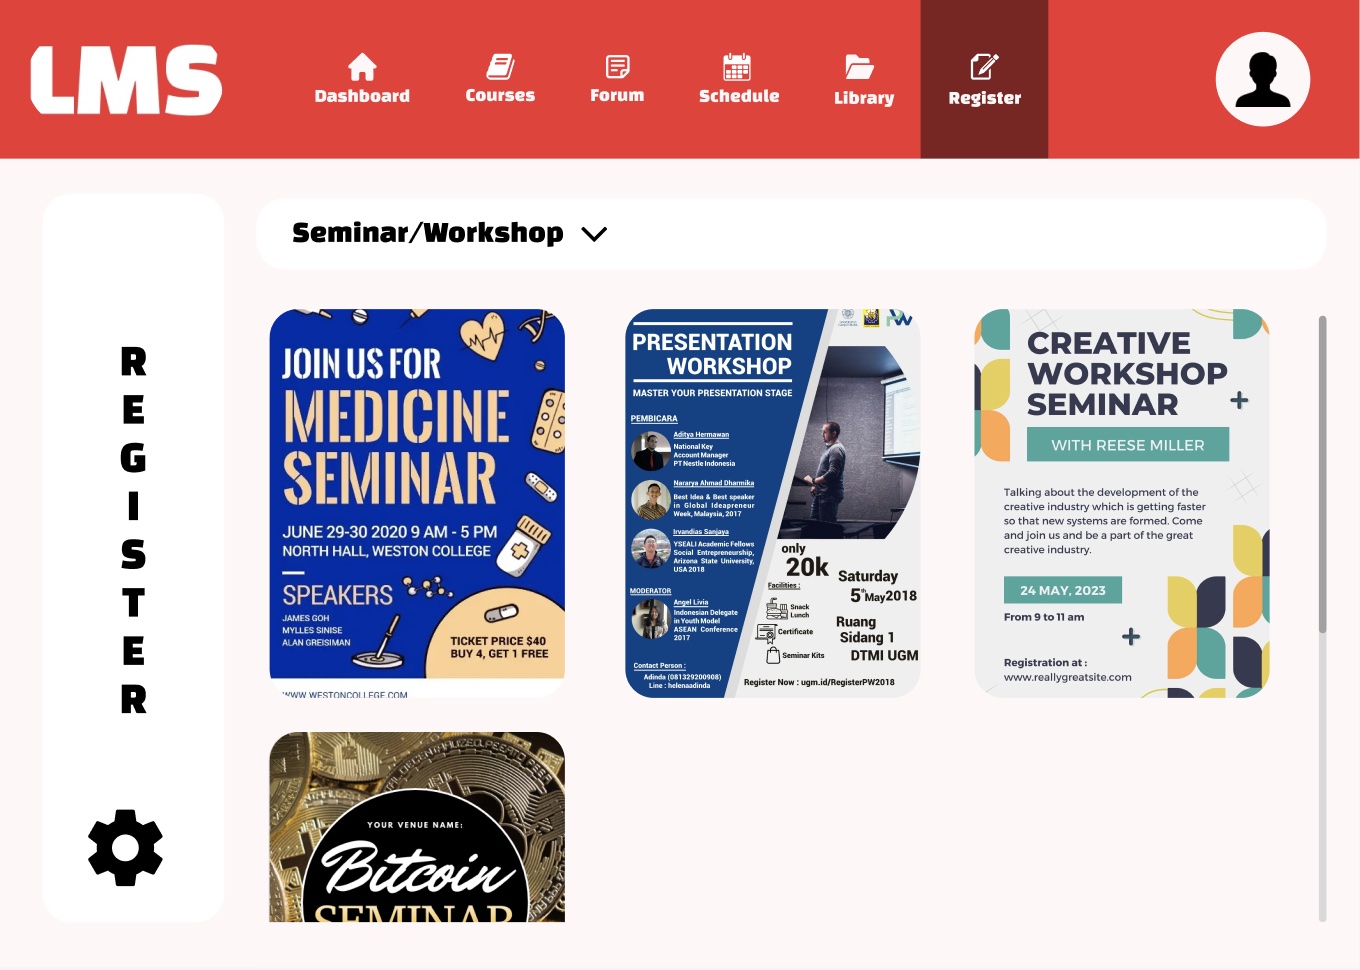 LMS
Dashboard
Courses
Forum
Schedule
Library
Register
Seminar/Workshop
REGISTER
JOIN US FOR
MEDICINE
SEMINAR
JUNE 29-30 2020 9 AM - 5 PM
NORTH HALL, WESTON COLLEGE
SPEAKERS
JAMES GOH
MYLLES SINISE
ALAN GREISIMAN
TICKET PRICE $40
BUY 4, GET 1 FREE
WWW.WESTONCOLLEGE.COM
PRESENTATION
WORKSHOP
MASTER YOUR PRESENTATION STAGE
PEMBICARA
Aditya Hermawan
National Key
Account Manager
PT Nestle Indonesia
Nararya Ahmad Dharmika
Best Idea & Best speaker
in Global Ideapreneur
Week, Malaysia, 2017
Irvandias Sanjaya
YSEALI Academic Fellows
Social Entrepreneurship,
Arizona State University,
USA 2018
MODERATOR
Angel Livia
Indonesian Delegate
in Youth Model
ASEAN Conference
2017
Contact Person :
Adinda (081329200908)
Line : helenaadinda
only
20k
Facilities :
Snack
Lunch
Certificate
Seminar Kits
Saturday
5th May2018
Ruang
Sidang 1
DTMI UGM
Register Now : ugm.id/RegisterPW2018
CREATIVE
WORKSHOP
SEMINAR
WITH REESE MILLER
Talking about the development of the
creative industry which is getting faster
so that new systems are formed. Come
and join us and be a part of the great
creative industry.
24 MAY, 2023
From 9 to 11 am
Registration at :
www.reallygreatsite.com
YOUR VENUE NAME:
Bitcoin
SEMINAR